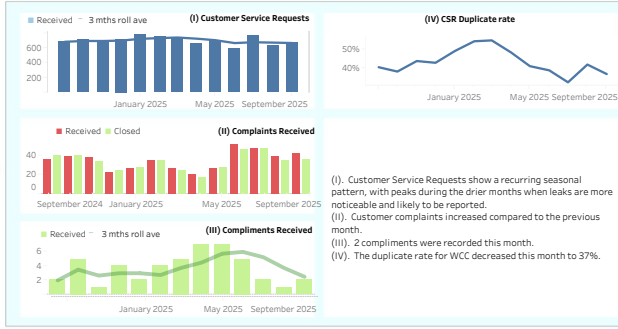 (I) Customer Service Requests
Received 3 mths roll ave
600
400
200
January 2025 May 2025 September 2025
(IV) CSR Duplicate rate
50%
40%
January 2025 May 2025 September 2025
Received Closed (II) Complaints Received
40
20
0
September 2024 January 2025 May 2025 September 2025
(III) Compliments Received
Received 3 mths roll ave
6
4
2
January 2025 May 2025 September 2025
(I). Customer Service Requests show a recurring seasonal
pattern, with peaks during the drier months when leaks are more
noticeable and likely to be reported.
(II). Customer complaints increased compared to the previous
month.
(III). 2 compliments were recorded this month.
(IV). The duplicate rate for WCC decreased this month to 37%.